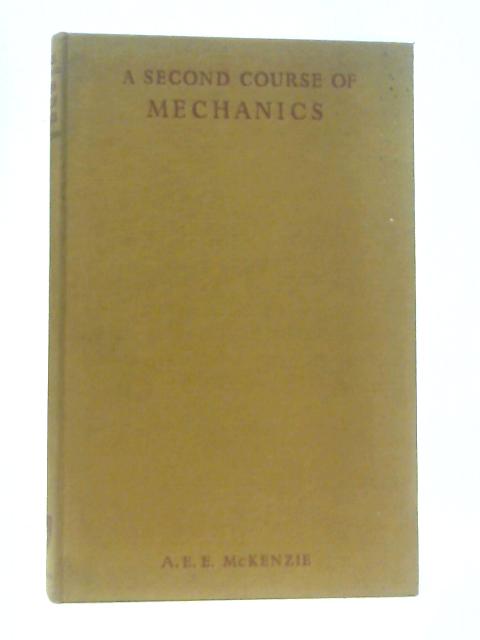 A SECOND COURSE OF
MECHANICS
A. E. E. McKENZIE